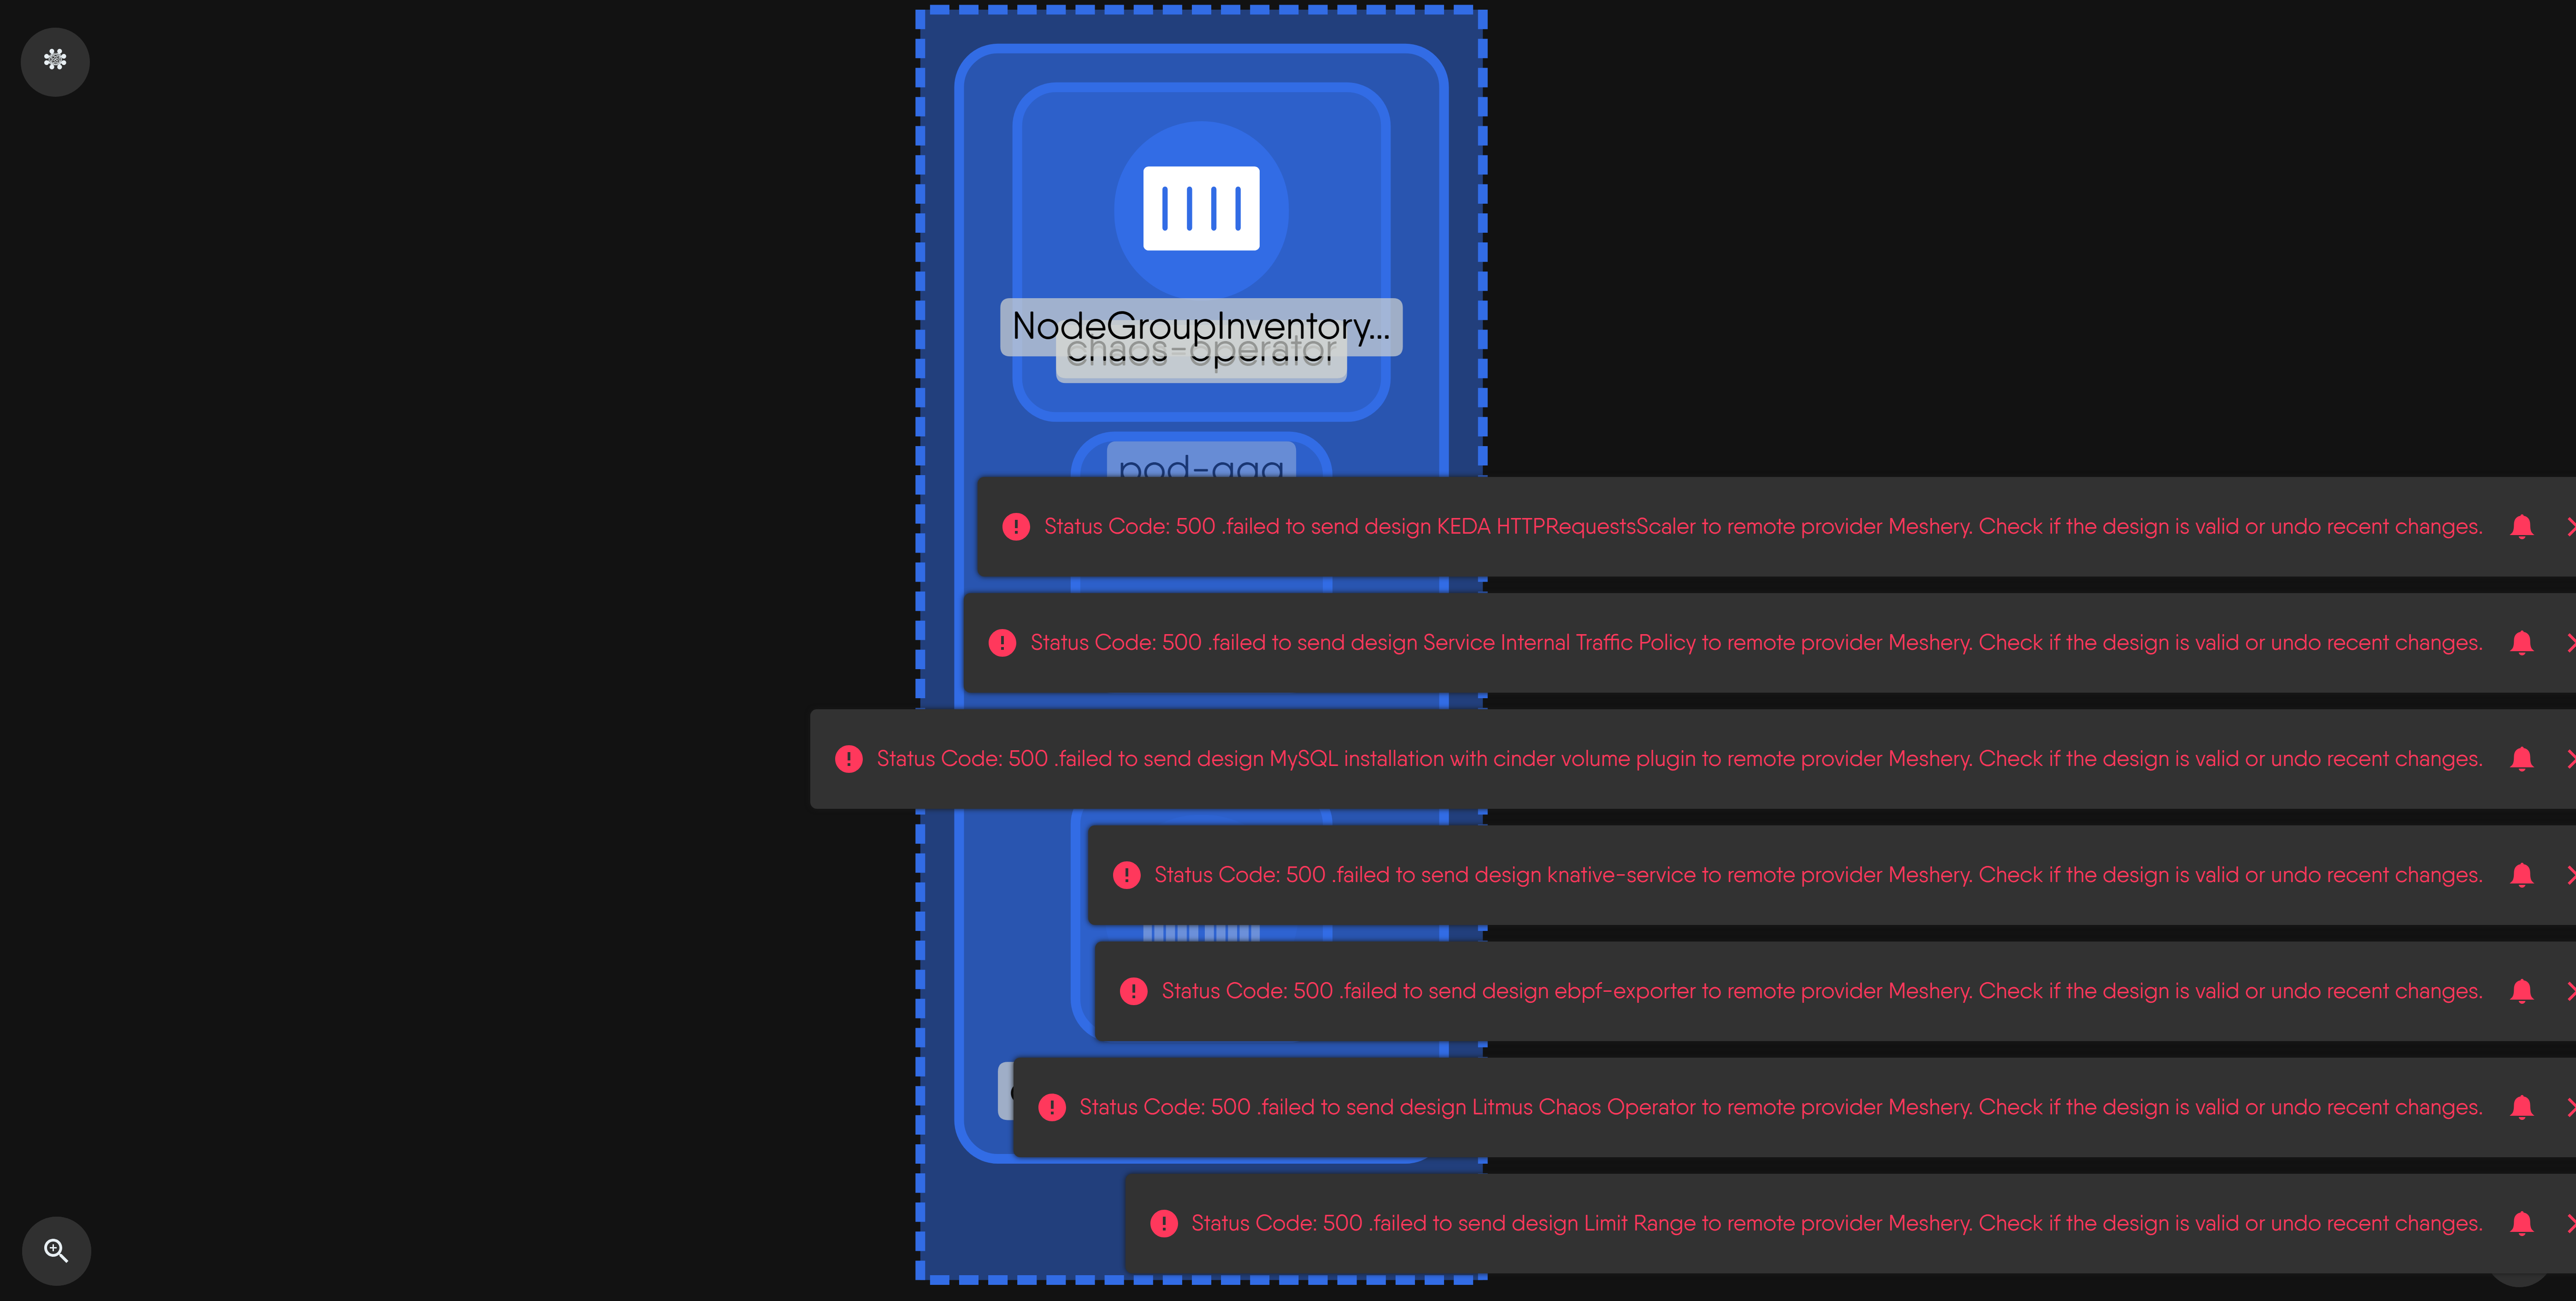 NodeGroupInventory...
chaos-operator
pod-agg
Status Code: 500 .failed to send design KEDA HTTPRequestsScaler to remote provider Meshery. Check if the design is valid or undo recent changes.
Status Code: 500 .failed to send design Service Internal Traffic Policy to remote provider Meshery. Check if the design is valid or undo recent changes.
Status Code: 500 .failed to send design MySQL installation with cinder volume plugin to remote provider Meshery. Check if the design is valid or undo recent changes.
Status Code: 500 .failed to send design knative-service to remote provider Meshery. Check if the design is valid or undo recent changes.
Status Code: 500 .failed to send design ebpf-exporter to remote provider Meshery. Check if the design is valid or undo recent changes.
Status Code: 500 .failed to send design Litmus Chaos Operator to remote provider Meshery. Check if the design is valid or undo recent changes.
Status Code: 500 .failed to send design Limit Range to remote provider Meshery. Check if the design is valid or undo recent changes.